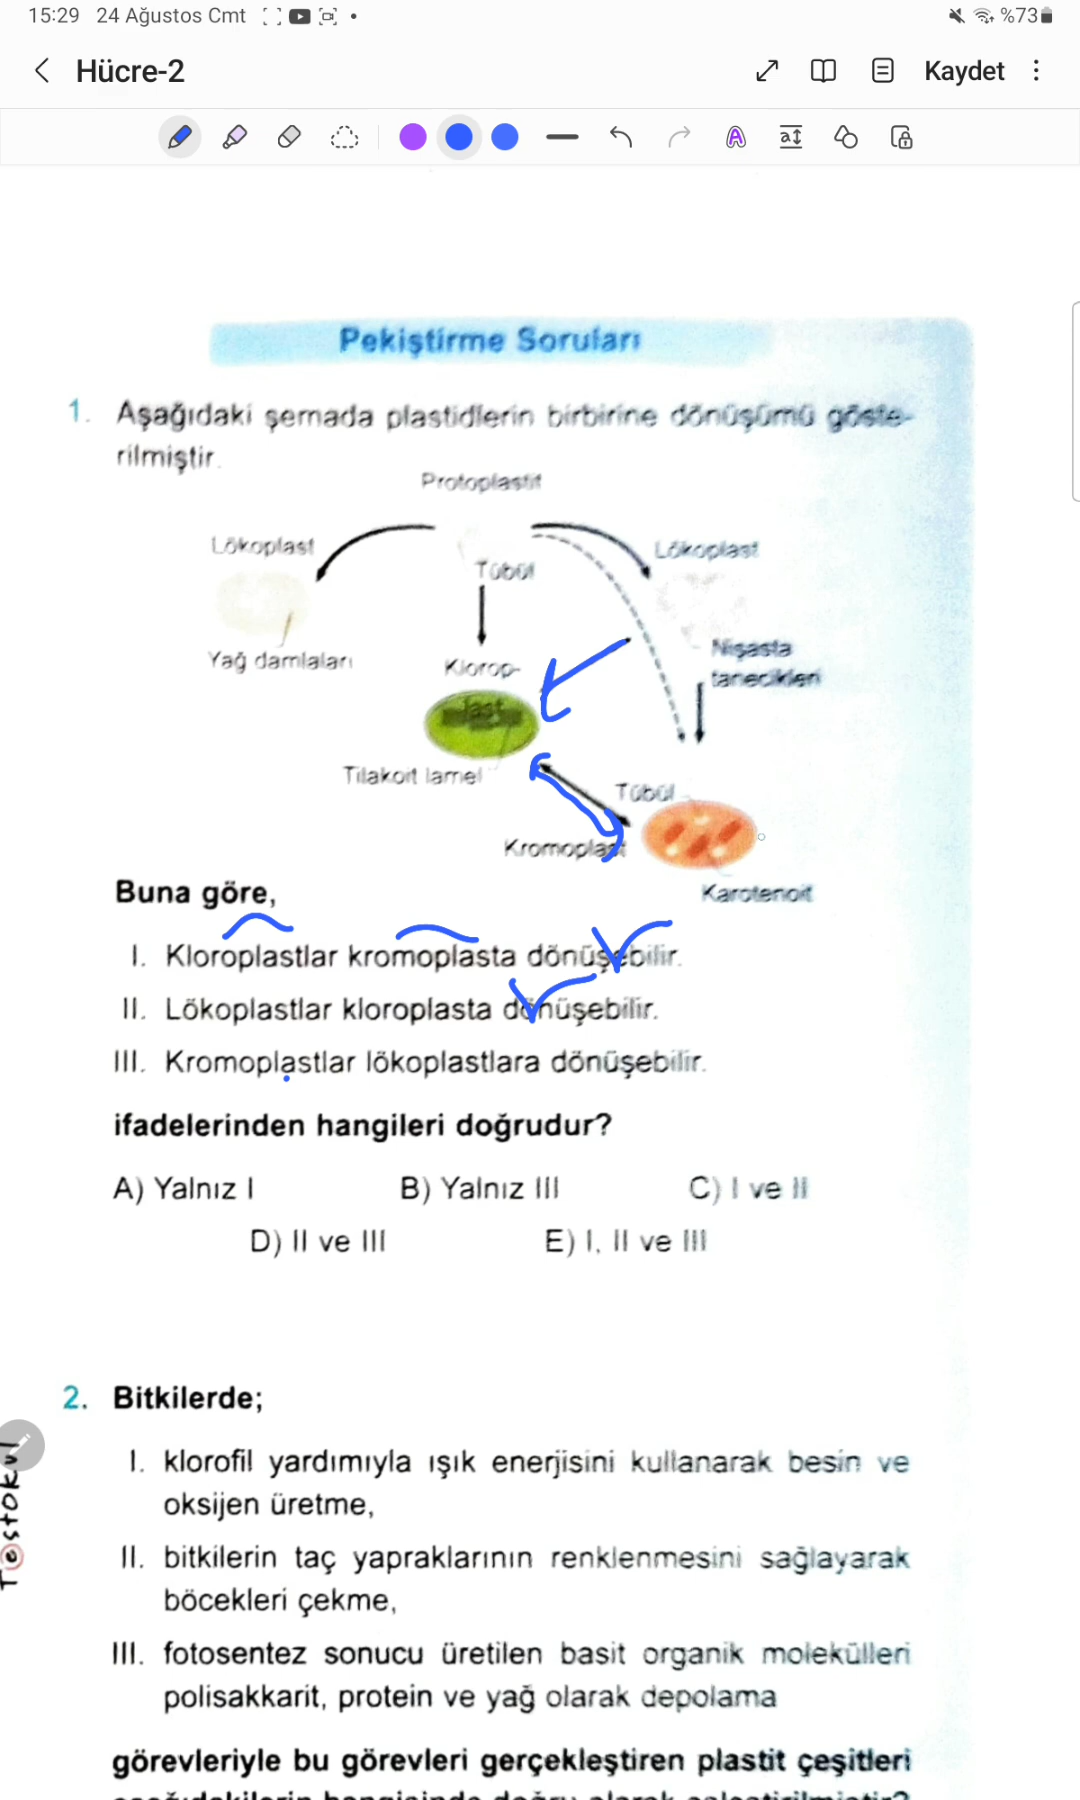 15:29 24 Ağustos Cmt %73
Hücre-2 Kaydet
Pekiştirme Soruları
1. Aşağıdaki şemada plastidlerin birbirine dönüşümü göste-
rilmiştir.
Protoplastit
Lökoplast
Lökoplast
Tübül
Yağ damlaları
Nişasta
tanecikleri
Klorop-
last
Tilakoit lamel
Tübül
Kromoplast
Karotenoit
Buna göre,
I. Kloroplastlar kromoplasta dönüşebilir.
II. Lökoplastlar kloroplasta dönüşebilir.
III. Kromoplastlar lökoplastlara dönüşebilir.
ifadelerinden hangileri doğrudur?
A) Yalnız I B) Yalnız III C) I ve II
D) II ve III E) I, II ve III
2. Bitkilerde;
I. klorofil yardımıyla ışık enerjisini kullanarak besin ve
oksijen üretme,
II. bitkilerin taç yapraklarının renklenmesini sağlayarak
böcekleri çekme,
III. fotosentez sonucu üretilen basit organik molekülleri
polisakkarit, protein ve yağ olarak depolama
görevleriyle bu görevleri gerçekleştiren plastit çeşitleri
Testokul